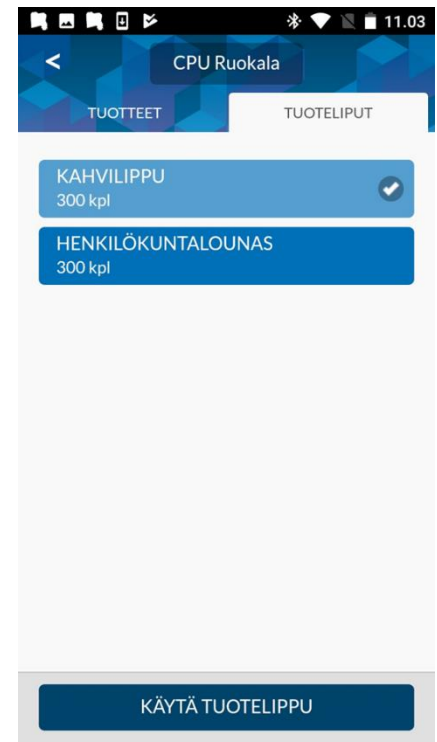 11.03
<
CPU Ruokala
TUOTTEET
TUOTELIPUT
KAHVILIPPU
300 kpl
HENKILÖKUNTALOUNAS
300 kpl
KÄYTÄ TUOTELIPPU